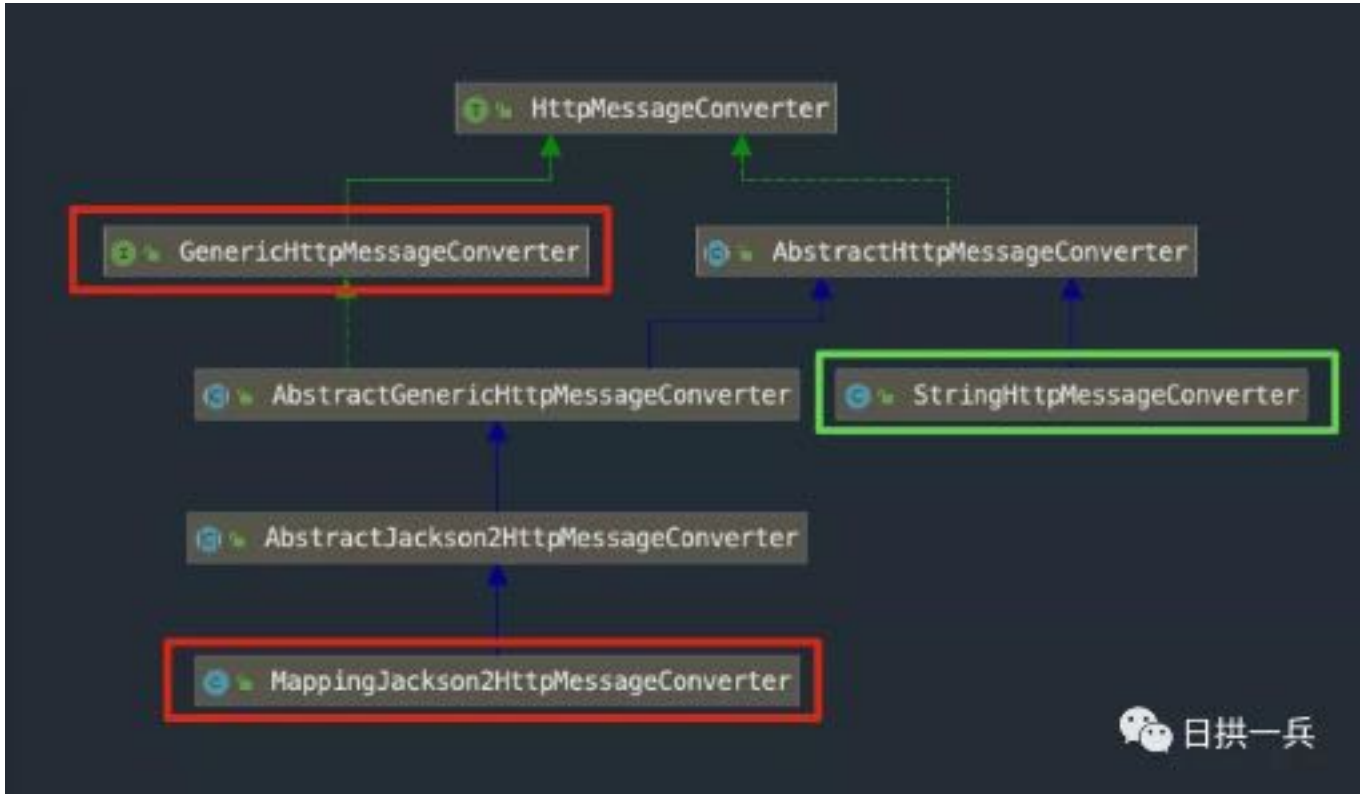 HttpMessageConverter
GenericHttpMessageConverter
AbstractHttpMessageConverter
AbstractGenericHttpMessageConverter
StringHttpMessageConverter
AbstractJackson2HttpMessageConverter
MappingJackson2HttpMessageConverter
日拱一兵